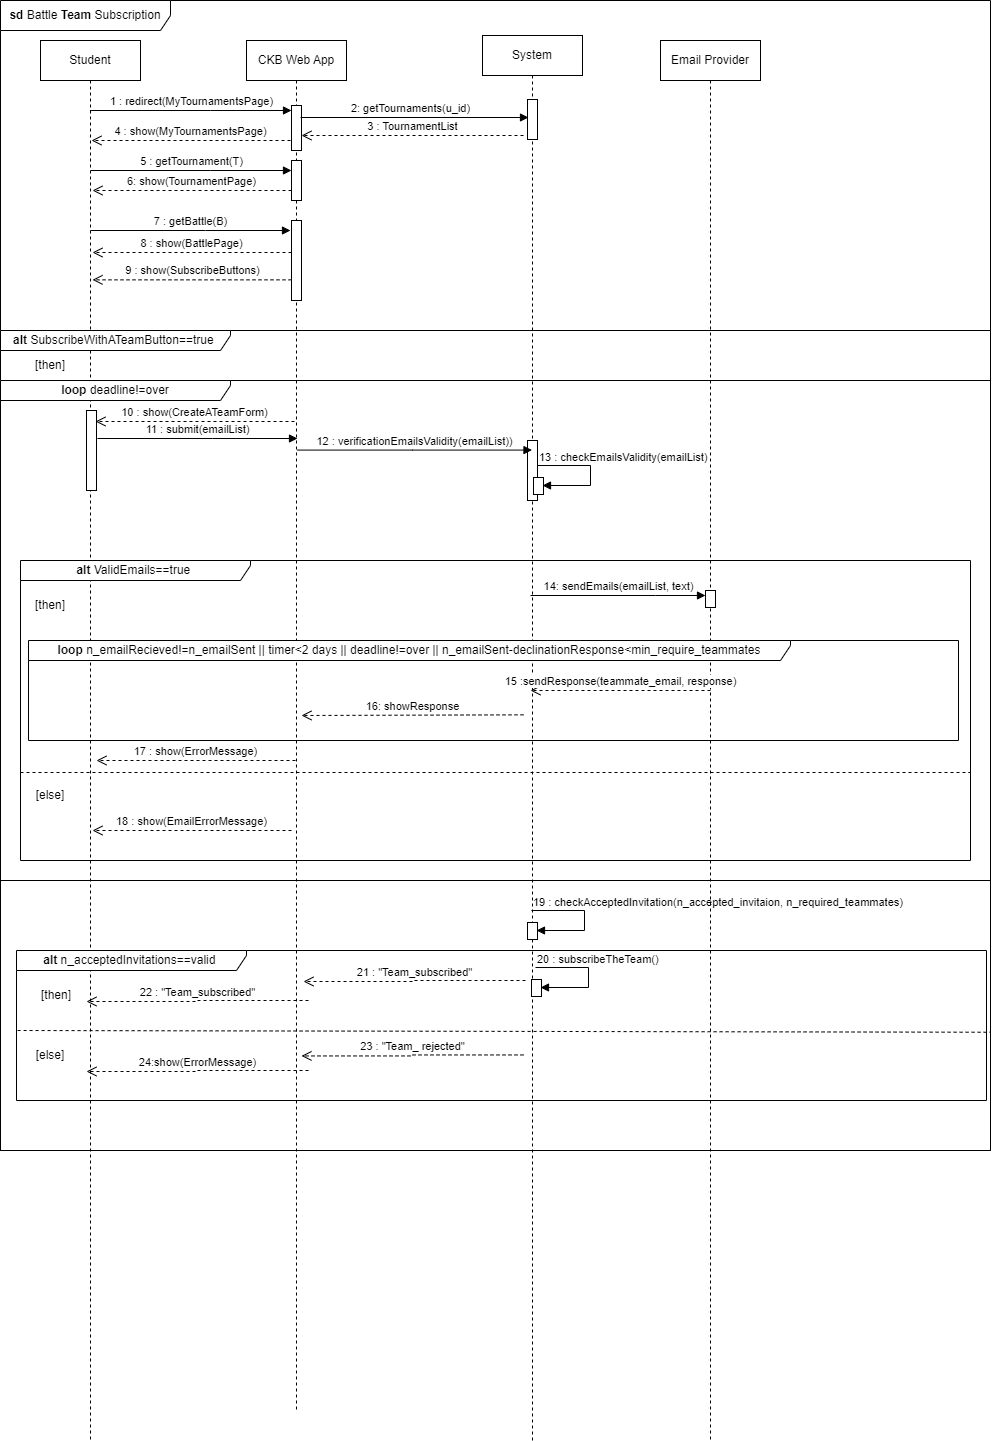 sd Battle Team Subscription
Student
CKB Web App
System
Email Provider
1 : redirect(MyTournamentsPage)
2: getTournaments(u_id)
3 : TournamentList
4 : show(MyTournamentsPage)
5 : getTournament(T)
6: show(TournamentPage)
7 : getBattle(B)
8 : show(BattlePage)
9 : show(SubscribeButtons)
alt SubscribeWithATeamButton==true
[then]
loop deadline!=over
10 : show(CreateATeamForm)
11 : submit(emailList)
12 : verificationEmailsValidity(emailList))
13 : checkEmailsValidity(emailList)
alt ValidEmails==true
14: sendEmails(emailList, text)
[then]
loop n_emailRecieved!=n_emailSent || timer<2 days || deadline!=over || n_emailSent-declinationResponse<min_require_teammates
15 :sendResponse(teammate_email, response)
16: showResponse
17 : show(ErrorMessage)
[else]
18 : show(EmailErrorMessage)
19 : checkAcceptedInvitation(n_accepted_invitaion, n_required_teammates)
alt n_acceptedInvitations==valid
20 : subscribeTheTeam()
21 : "Team_subscribed"
22 : "Team_subscribed"
[then]
23 : "Team_ rejected"
[else]
24:show(ErrorMessage)